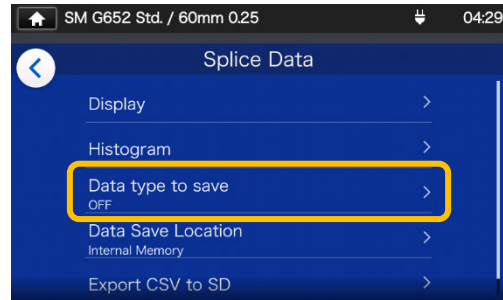 SM G652 Std. / 60mm 0.25 04:29
Splice Data
Display
Histogram
Data type to save
OFF
Data Save Location
Internal Memory
Export CSV to SD